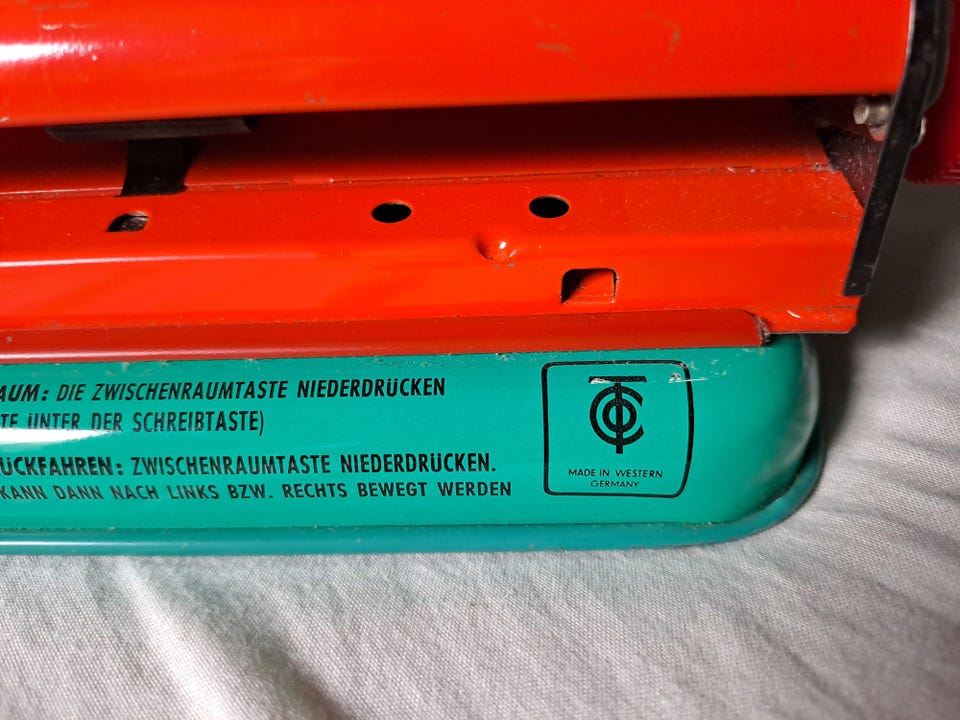 AUM: DIE ZWISCHENRAUMTASTE NIEDERDRÜCKEN
TE UNTER DER SCHREIBTASTE)
ÜCKFAHREN: ZWISCHENRAUMTASTE NIEDERDRÜCKEN.
KANN DANN NACH LINKS BZW. RECHTS BEWEGT WERDEN
MADE IN WESTERN
GERMANY